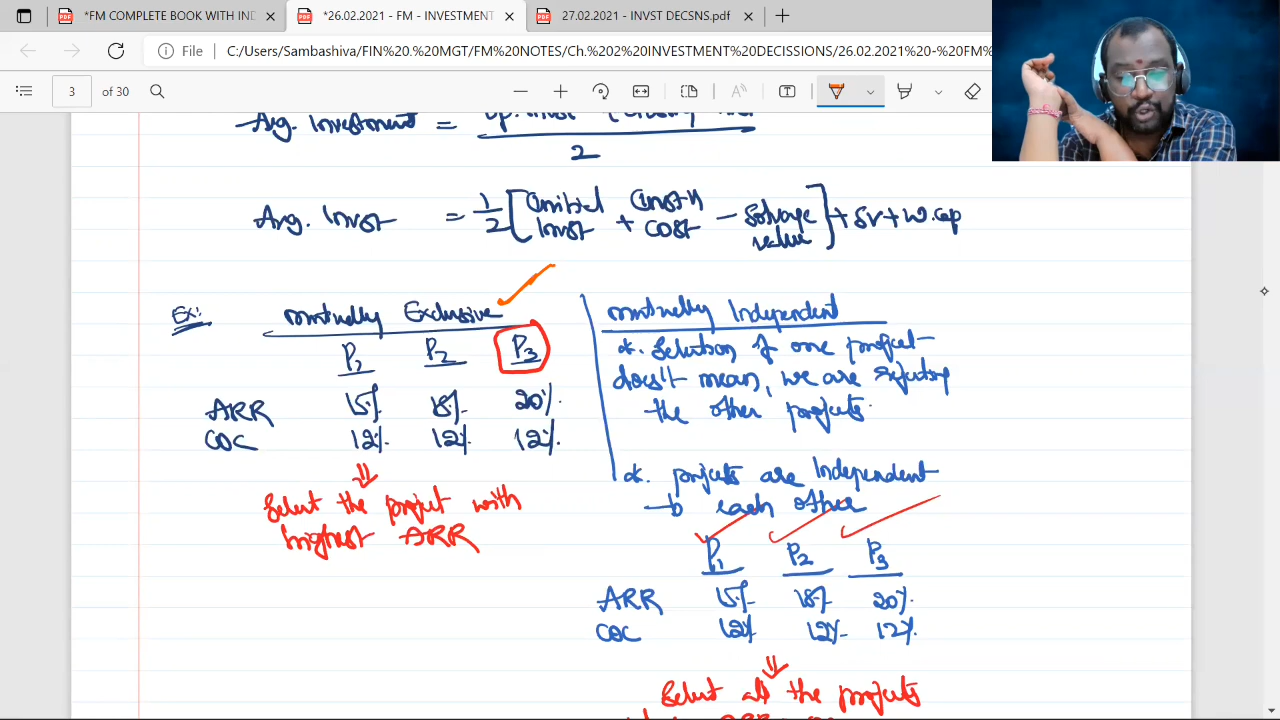 *FM COMPLETE BOOK WITH IND
*26.02.2021 - FM - INVESTMENT
27.02.2021 - INVST DECSNS.pdf
File
C:/Users/Sambashiva/FIN%20.%20MGT/FM%20NOTES/Ch.%202%20INVESTMENT%20DECISSIONS/26.02.2021%20-%20FM%
3 of 30
Avg. Investment =
2
Avg. Invst = 1/2 [Initial Invst + Instn cost - Salvage value] + SV + W.cap
Ex:
mutually Exclusive
P1 P2 P3
ARR 15% 18% 20%
COC 12% 12% 12%
⇓
Select the project with
highest ARR
mutually Independent
*. Selution of one project
doesn't mean, we are rejecting
the other projects.
*. projects are Independent
to each other
P1 P2 P3
ARR 15% 18% 20%
COC 12% 12% 12%
⇓
Select all the projects